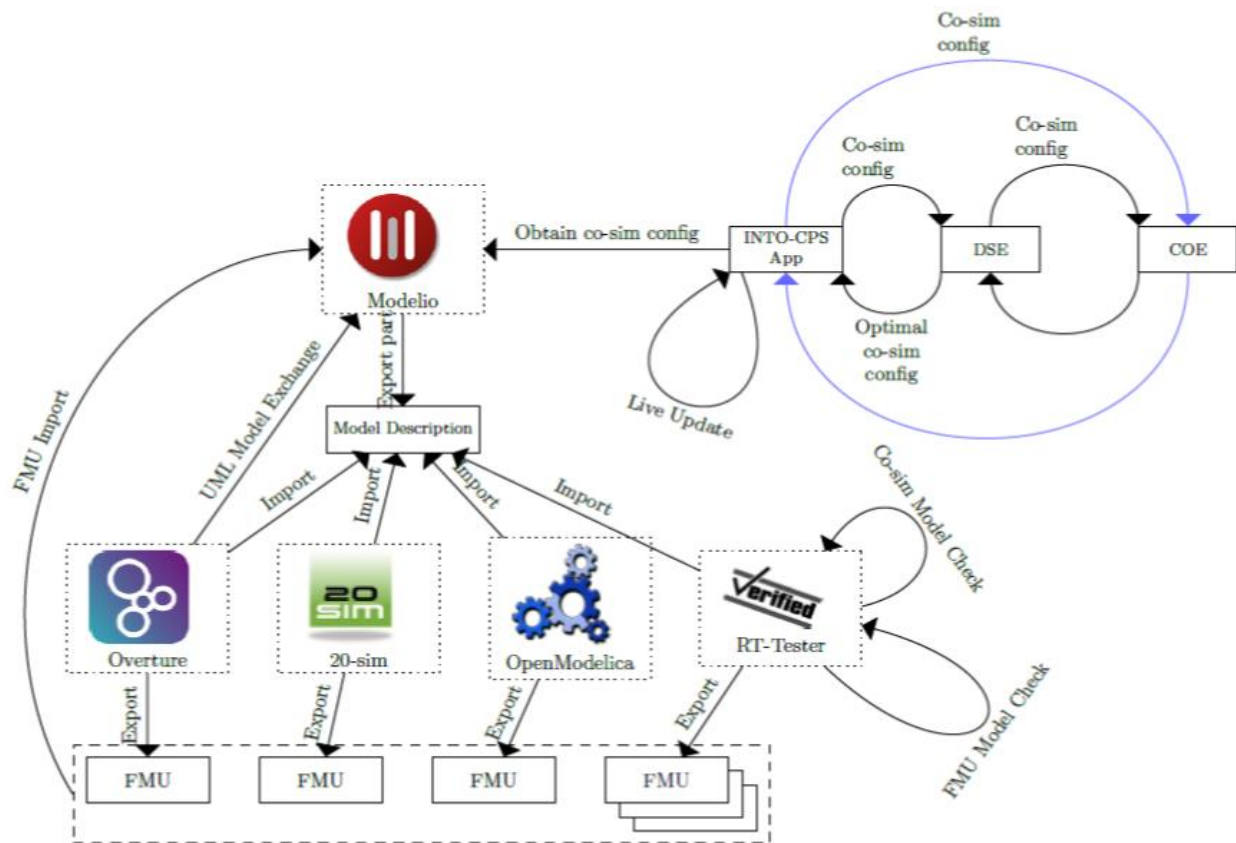 Co-sim
config
Co-sim
config
Co-sim
config
Obtain co-sim config
INTO-CPS
App
DSE
COE
Modelio
Optimal
co-sim
config
Live Update
Export part
UML Model Exchange
FMU Import
Model Description
Import
Import
Import
Import
Co-sim Model Check
20
sim
Verified
Overture
20-sim
OpenModelica
RT-Tester
FMU Model Check
Export
Export
Export
Export
FMU
FMU
FMU
FMU